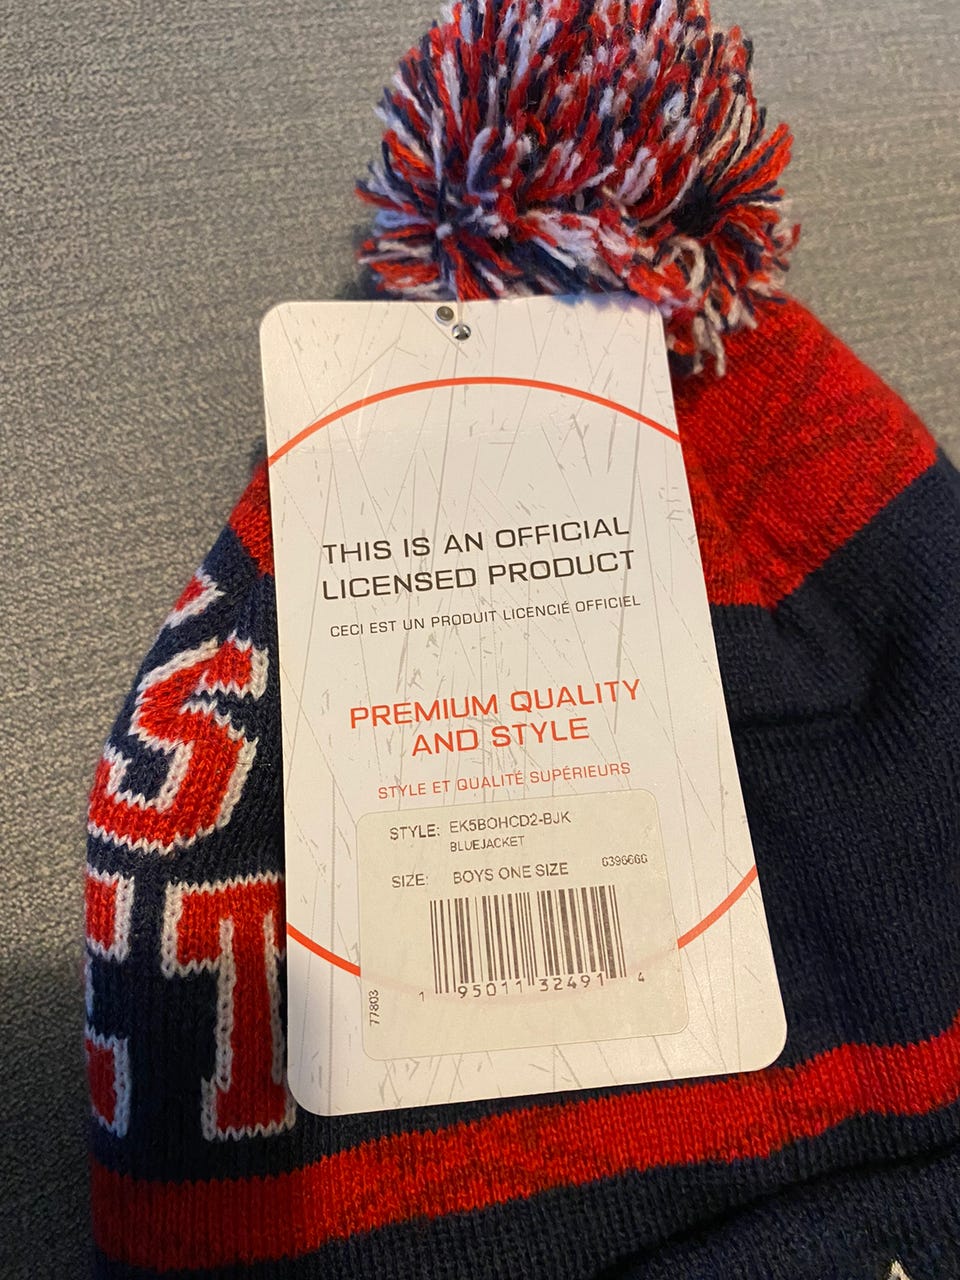 THIS IS AN OFFICIAL
LICENSED PRODUCT
CECI EST UN PRODUIT LICENCIÉ OFFICIEL
PREMIUM QUALITY
AND STYLE
STYLE ET QUALITÉ SUPÉRIEURS
STYLE: EK5BOHCD2-BJK
BLUEJACKET
SIZE: BOYS ONE SIZE 6396666
77803
1 95011 32491 4
S
T